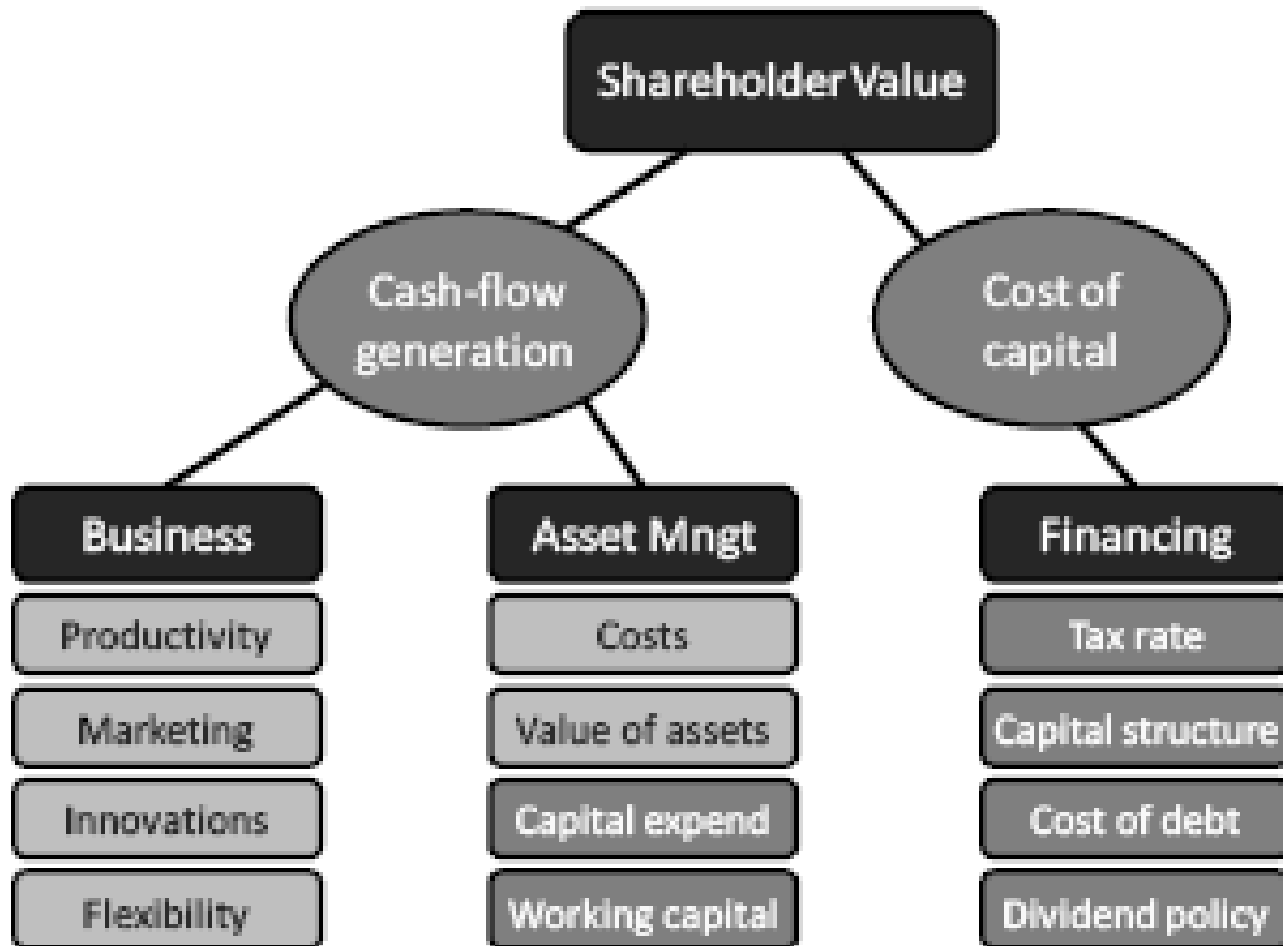 Shareholder Value
Cash-flow
generation
Cost of
capital
Business
Asset Mngt
Financing
Productivity
Costs
Tax rate
Marketing
Value of assets
Capital structure
Innovations
Capital expend
Cost of debt
Flexibility
Working capital
Dividend policy